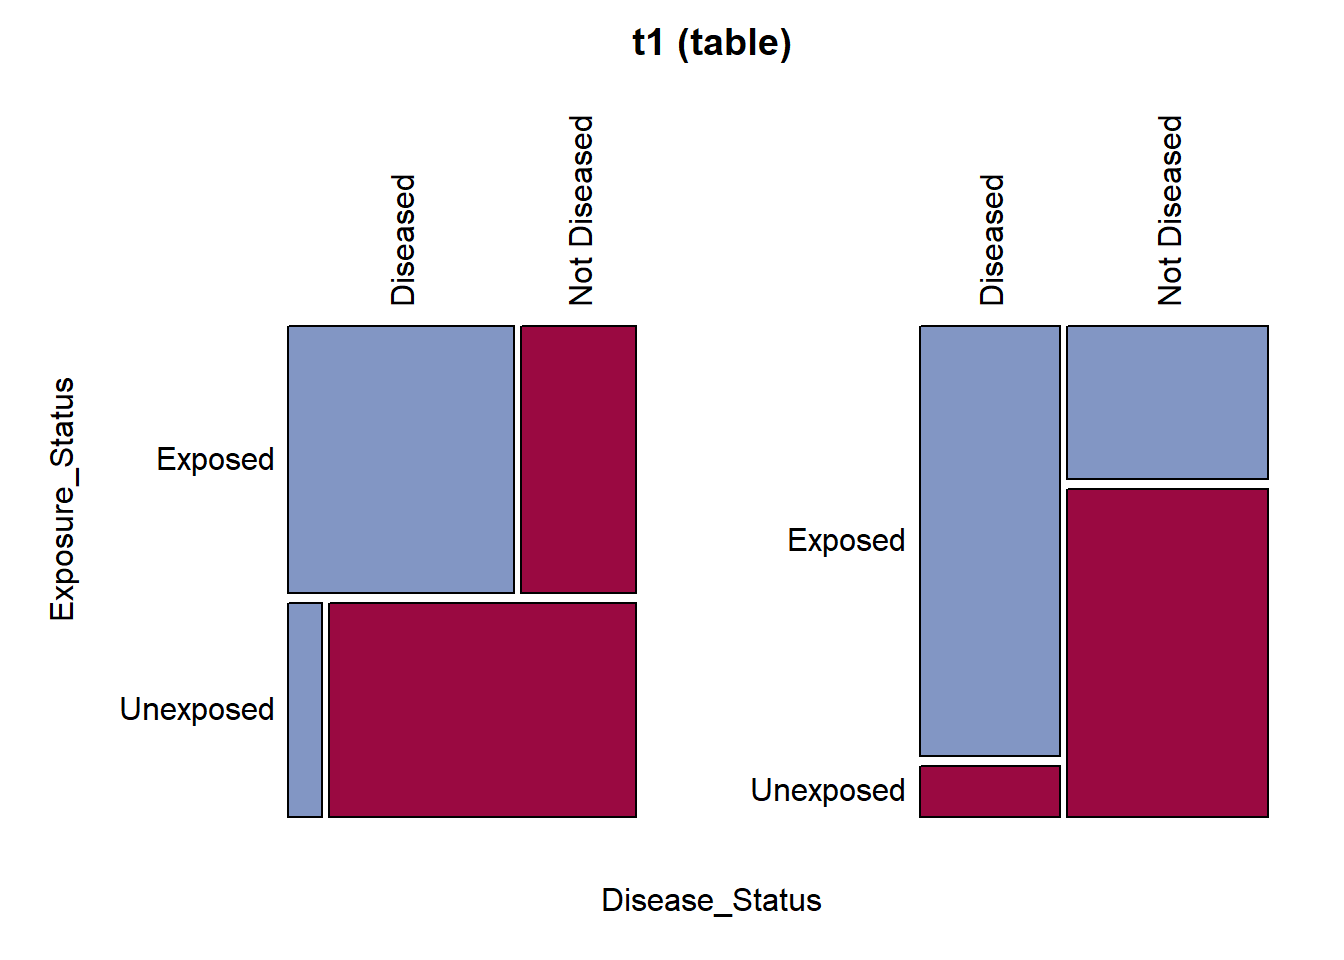 t1 (table)
Diseased
Not Diseased
Diseased
Not Diseased
Exposure_Status
Exposed
Unexposed
Exposed
Unexposed
Disease_Status